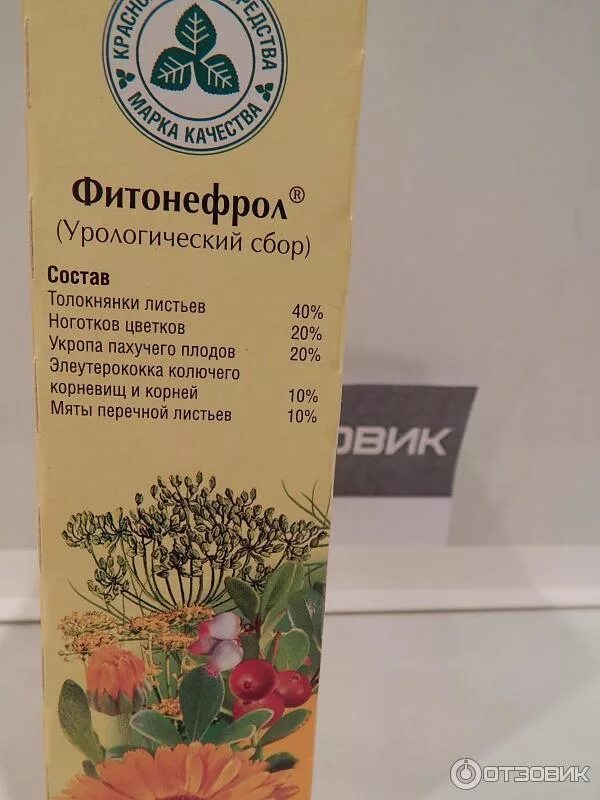 МАРКА КАЧЕСТВА
Фитонефрол®
(Урологический сбор)
Состав
Толокнянки листьев 40%
Ноготков цветков 20%
Укропа пахучего плодов 20%
Элеутерококка колючего
корневищ и корней 10%
Мяты перечной листьев 10%
ОВИК
ОТЗОВИК